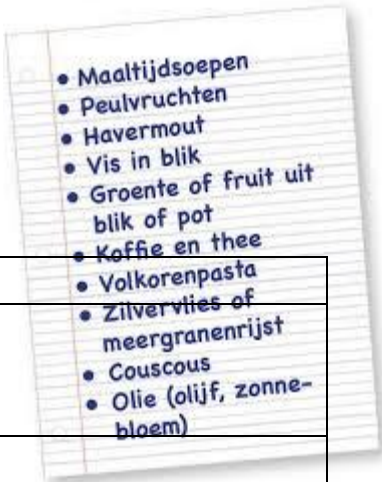 • Maaltijdsoepen
• Peulvruchten
• Havermout
• Vis in blik
• Groente of fruit uit
blik of pot
• Koffie en thee
• Volkorenpasta
• Zilvervlies of
meergranenrijst
• Couscous
• Olie (olijf, zonne-
bloem)